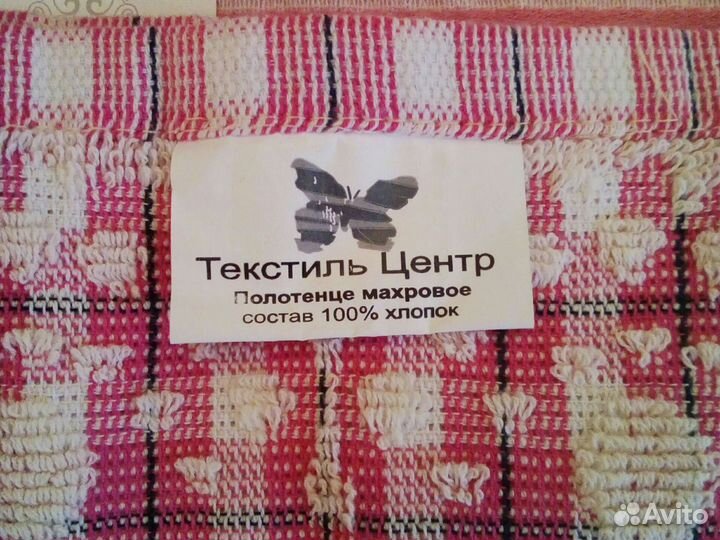 Текстиль Центр
Полотенце махровое
состав 100% хлопок
Avito